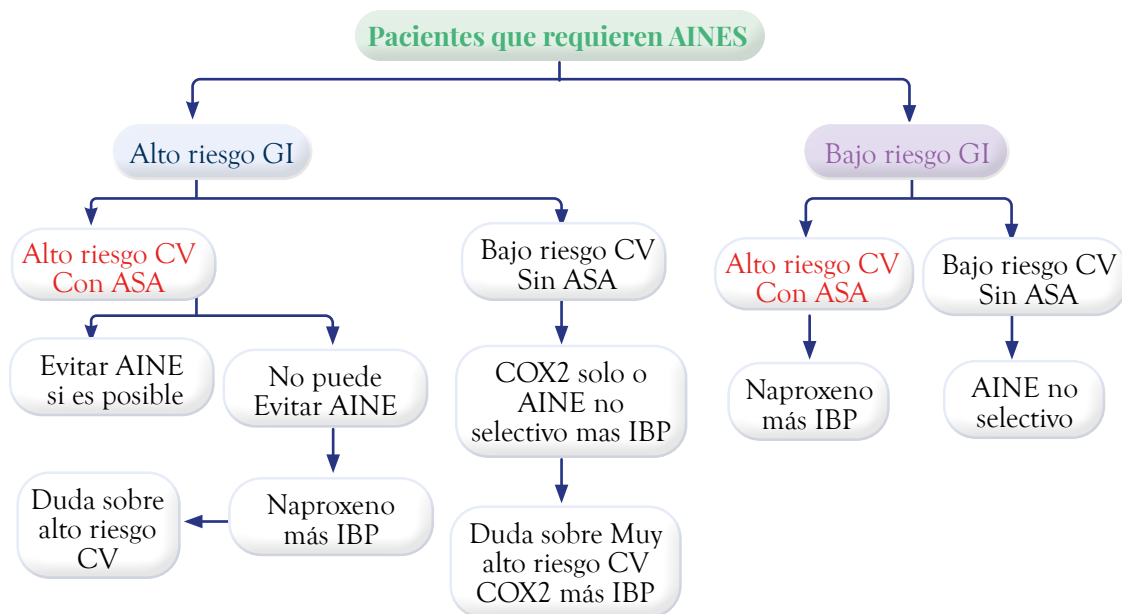 Pacientes que requieren AINES
Alto riesgo GI
Bajo riesgo GI
Alto riesgo CV
Con ASA
Bajo riesgo CV
Sin ASA
Alto riesgo CV
Con ASA
Bajo riesgo CV
Sin ASA
Evitar AINE
si es posible
No puede
Evitar AINE
COX2 solo o
AINE no
selectivo mas IBP
Naproxeno
más IBP
AINE no
selectivo
Duda sobre
alto riesgo
CV
Naproxeno
más IBP
Duda sobre Muy
alto riesgo CV
COX2 más IBP